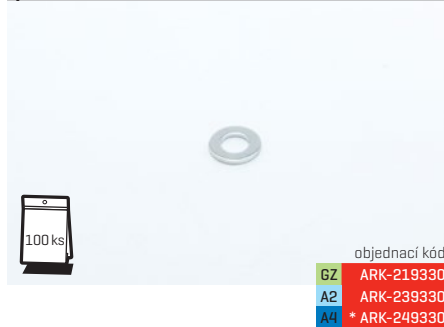 100 ks
objednací kód
GZ ARK-219330
A2 ARK-239330
A4 * ARK-249330